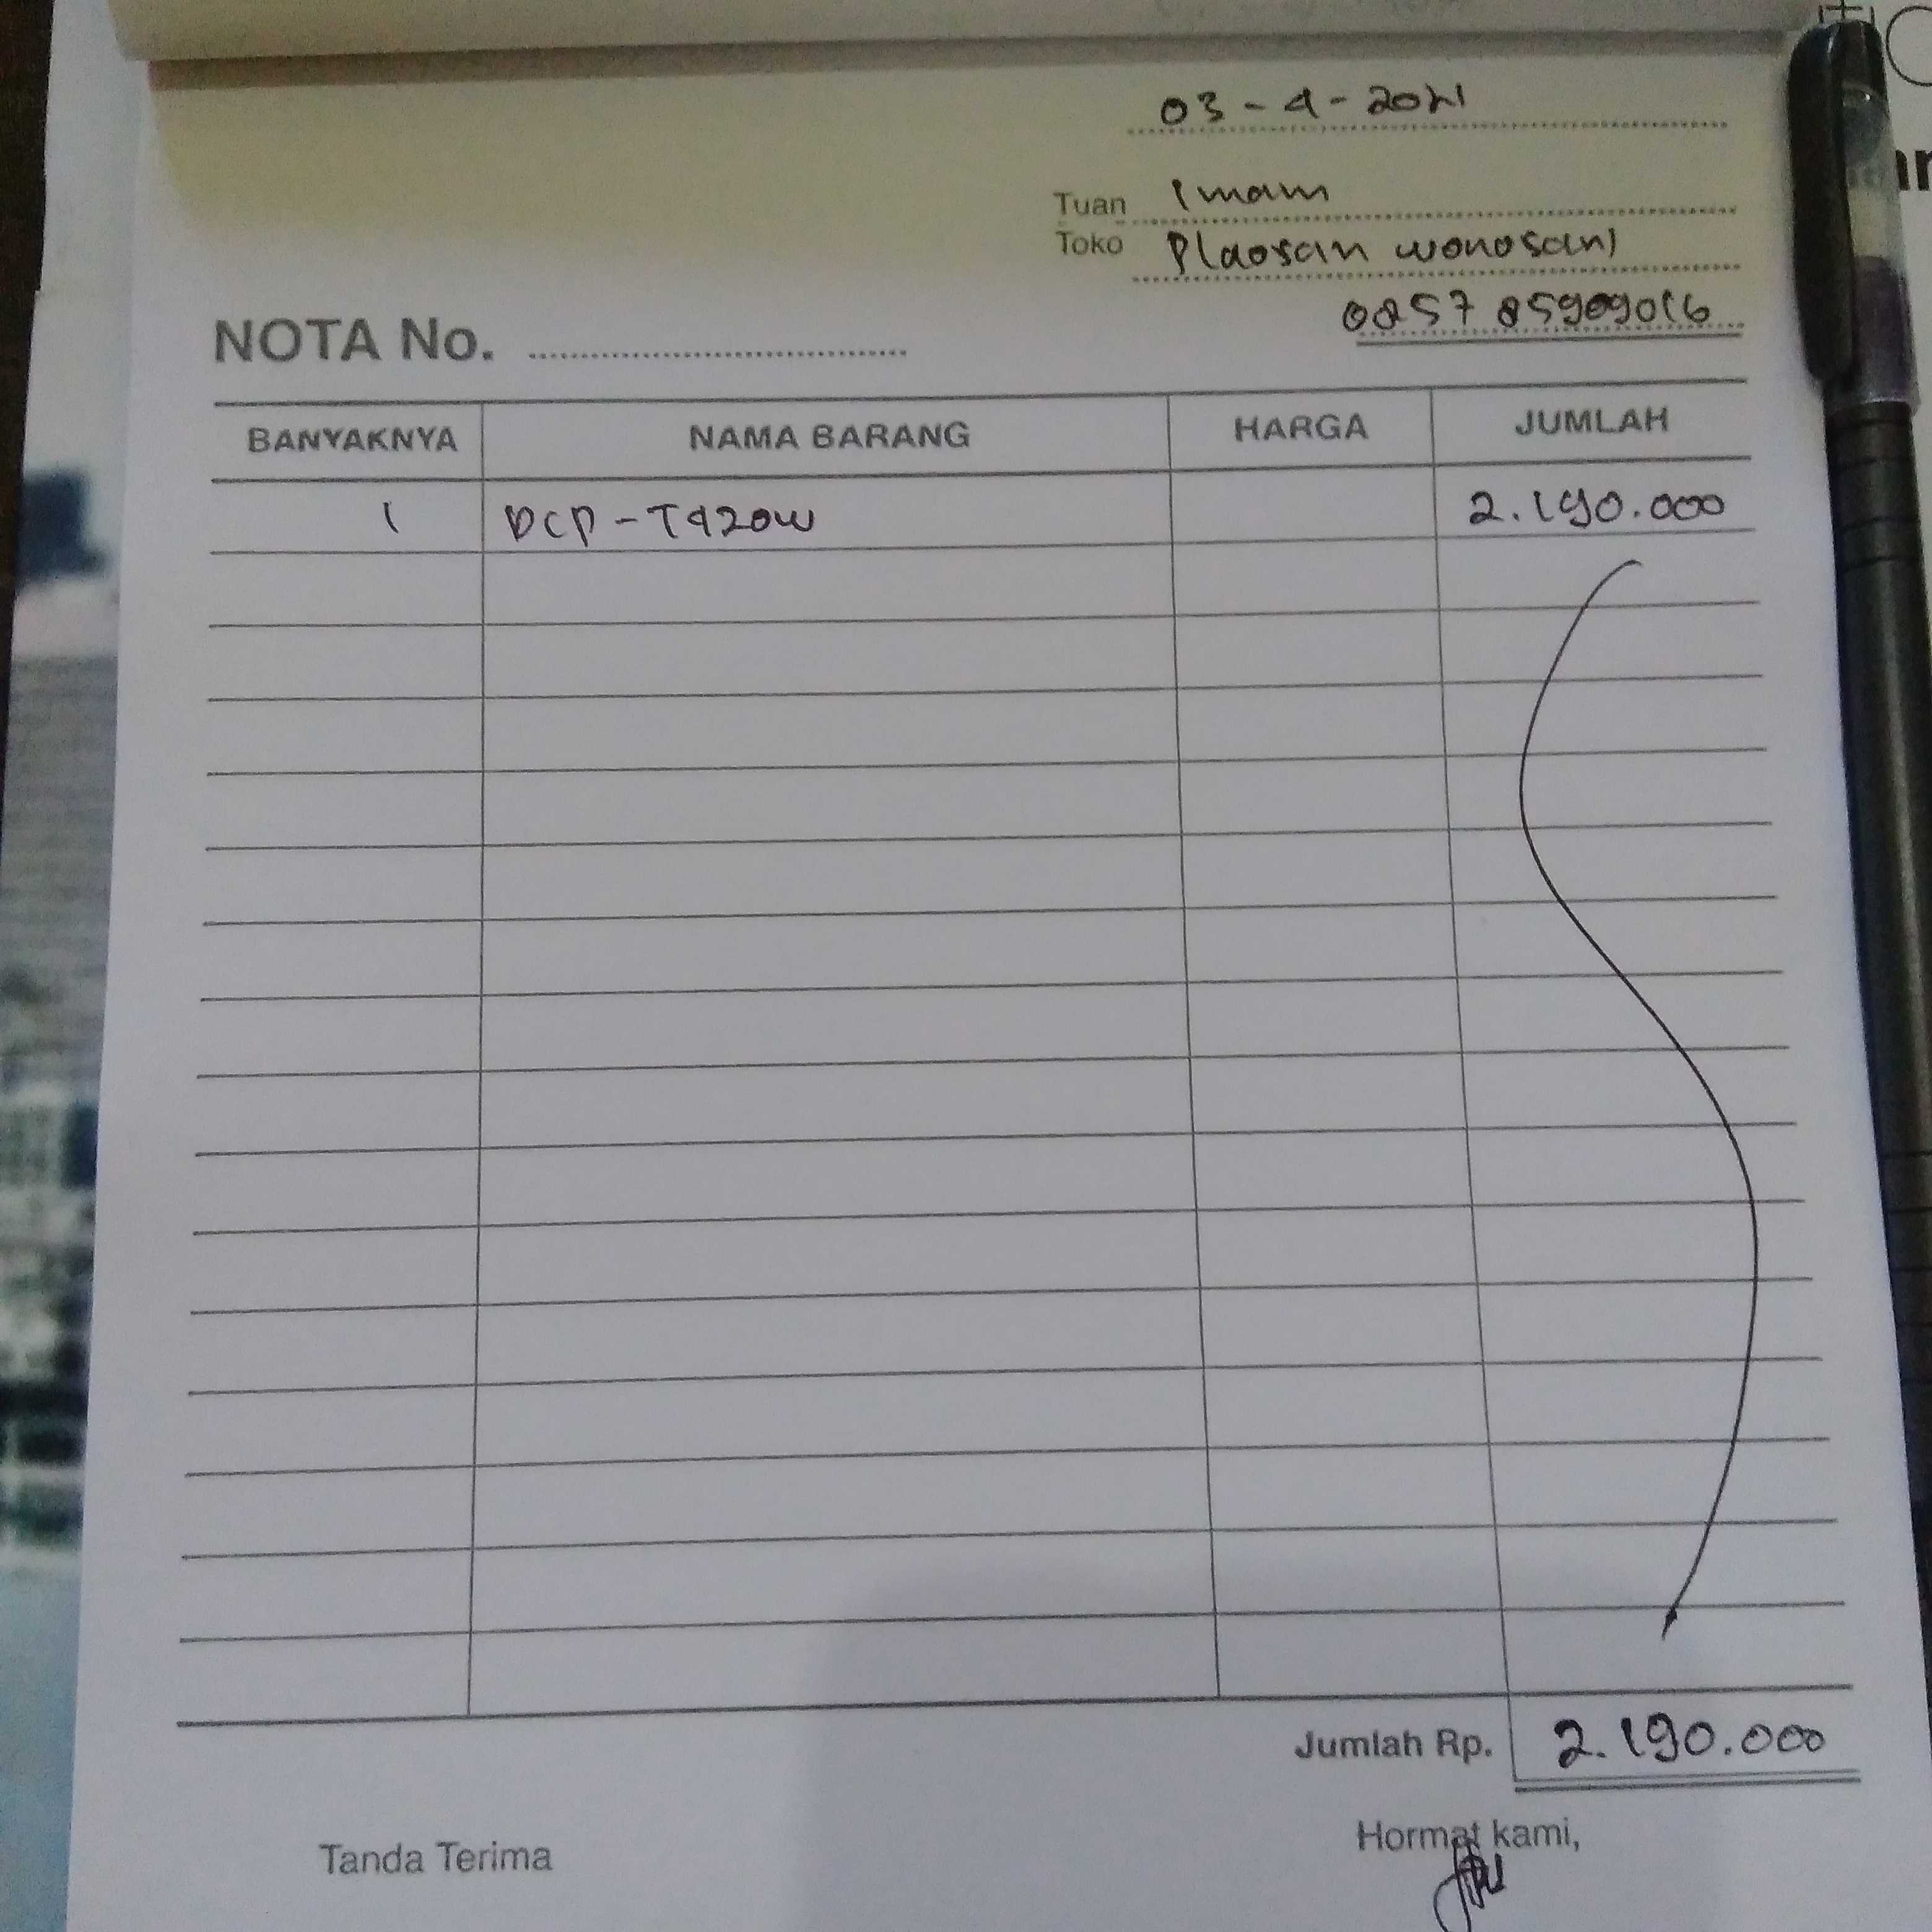 03-4-2021
Tuan Imam
Toko Plaosan wonosari
0857 85909016
NOTA No.
BANYAKNYA NAMA BARANG HARGA JUMLAH
1 DCP-T420W 2.190.000
Jumlah Rp. 2.190.000
Tanda Terima Hormat kami,